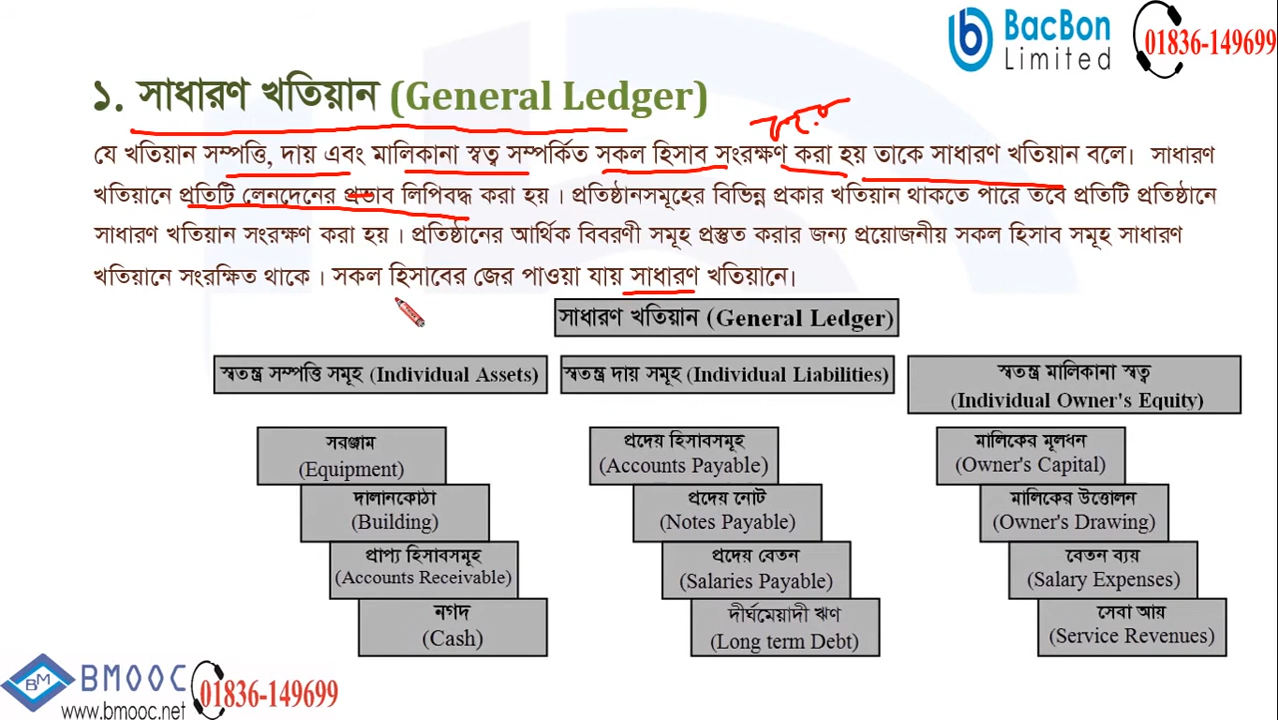 BacBon
Limited
01836-149699
১. সাধারণ খতিয়ান (General Ledger)
যে খতিয়ান সম্পত্তি, দায় এবং মালিকানা স্বত্ব সম্পর্কিত সকল হিসাব সংরক্ষণ করা হয় তাকে সাধারণ খতিয়ান বলে। সাধারণ
খতিয়ানে প্রতিটি লেনদেনের প্রভাব লিপিবদ্ধ করা হয় । প্রতিষ্ঠানসমূহের বিভিন্ন প্রকার খতিয়ান থাকতে পারে তবে প্রতিটি প্রতিষ্ঠানে
সাধারণ খতিয়ান সংরক্ষণ করা হয় । প্রতিষ্ঠানের আর্থিক বিবরণী সমূহ প্রস্তুত করার জন্য প্রয়োজনীয় সকল হিসাব সমূহ সাধারণ
খতিয়ানে সংরক্ষিত থাকে । সকল হিসাবের জের পাওয়া যায় সাধারণ খতিয়ানে।
সাধারণ খতিয়ান (General Ledger)
স্বতন্ত্র সম্পত্তি সমূহ (Individual Assets)
সরঞ্জাম
(Equipment)
দালানকোঠা
(Building)
প্রাপ্য হিসাবসমূহ
(Accounts Receivable)
নগদ
(Cash)
স্বতন্ত্র দায় সমূহ (Individual Liabilities)
প্রদেয় হিসাবসমূহ
(Accounts Payable)
প্রদেয় নোট
(Notes Payable)
প্রদেয় বেতন
(Salaries Payable)
দীর্ঘমেয়াদী ঋণ
(Long term Debt)
স্বতন্ত্র মালিকানা স্বত্ব
(Individual Owner's Equity)
মালিকের মূলধন
(Owner's Capital)
মালিকের উত্তোলন
(Owner's Drawing)
বেতন ব্যয়
(Salary Expenses)
সেবা আয়
(Service Revenues)
BM
BMOOC
www.bmooc.net
01836-149699